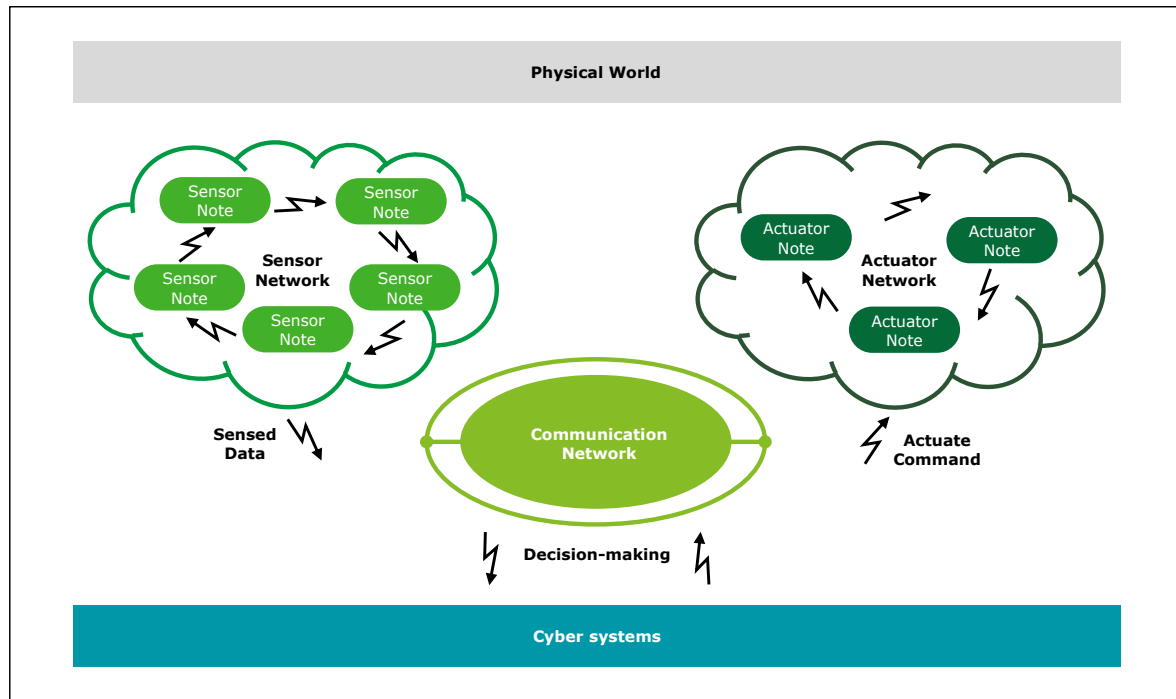 Physical World
Sensor
Note
Sensor
Note
Sensor
Network
Sensor
Note
Sensor
Note
Sensor
Note
Actuator
Note
Actuator
Note
Actuator
Network
Actuator
Note
Sensed
Data
Communication
Network
Actuate
Command
Decision-making
Cyber systems